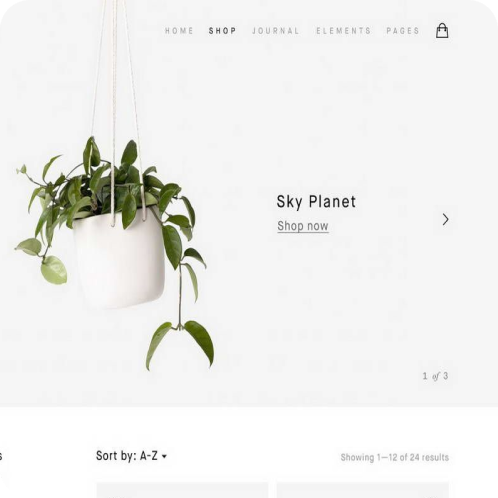 HOME SHOP JOURNAL ELEMENTS PAGES
Sky Planet
Shop now
1 of 3
Sort by: A-Z
Showing 1—12 of 24 results